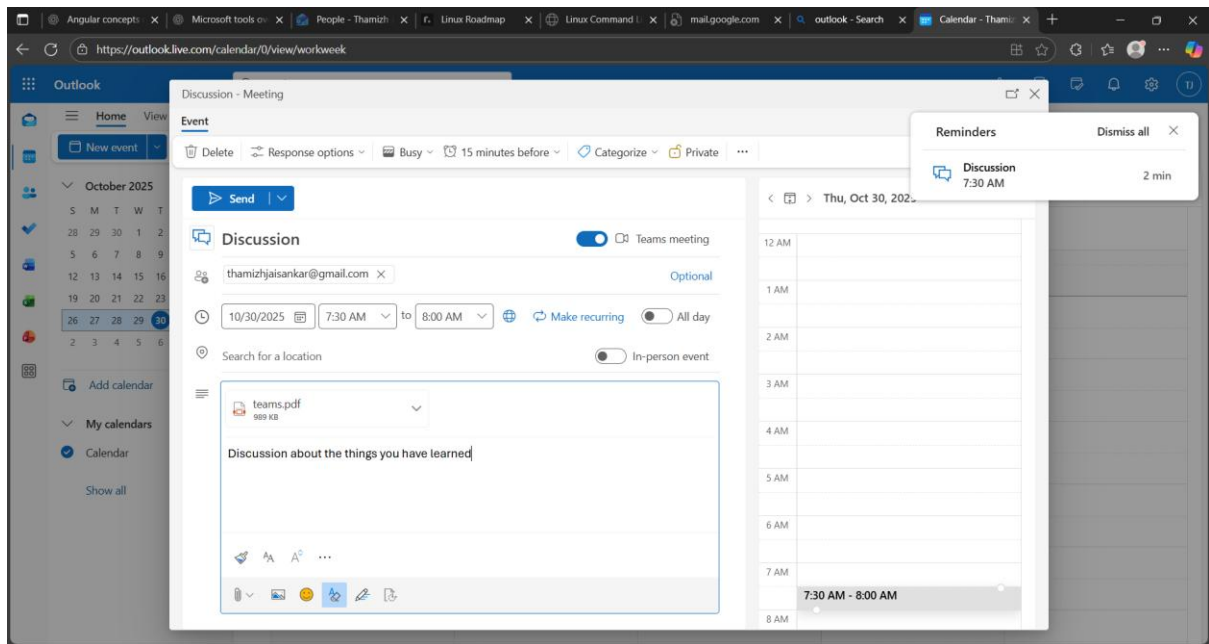 Angular concepts
Microsoft tools ov
People - Thamizh
Linux Roadmap
Linux Command Li
mail.google.com
outlook - Search
Calendar - Thamiz
https://outlook.live.com/calendar/0/view/workweek
Outlook
TJ
Home View
New event
October 2025
S M T W T
28 29 30 1 2
5 6 7 8 9
12 13 14 15 16
19 20 21 22 23
26 27 28 29 30
2 3 4 5 6
Add calendar
My calendars
Calendar
Show all
Discussion - Meeting
Event
Delete Response options Busy 15 minutes before Categorize Private
Send
Discussion
Teams meeting
thamizhjaisankar@gmail.com
Optional
10/30/2025 7:30 AM to 8:00 AM Make recurring All day
Search for a location
In-person event
teams.pdf
989 KB
Discussion about the things you have learned
Thu, Oct 30, 2025
12 AM
1 AM
2 AM
3 AM
4 AM
5 AM
6 AM
7 AM
7:30 AM - 8:00 AM
8 AM
Reminders Dismiss all
Discussion
7:30 AM
2 min